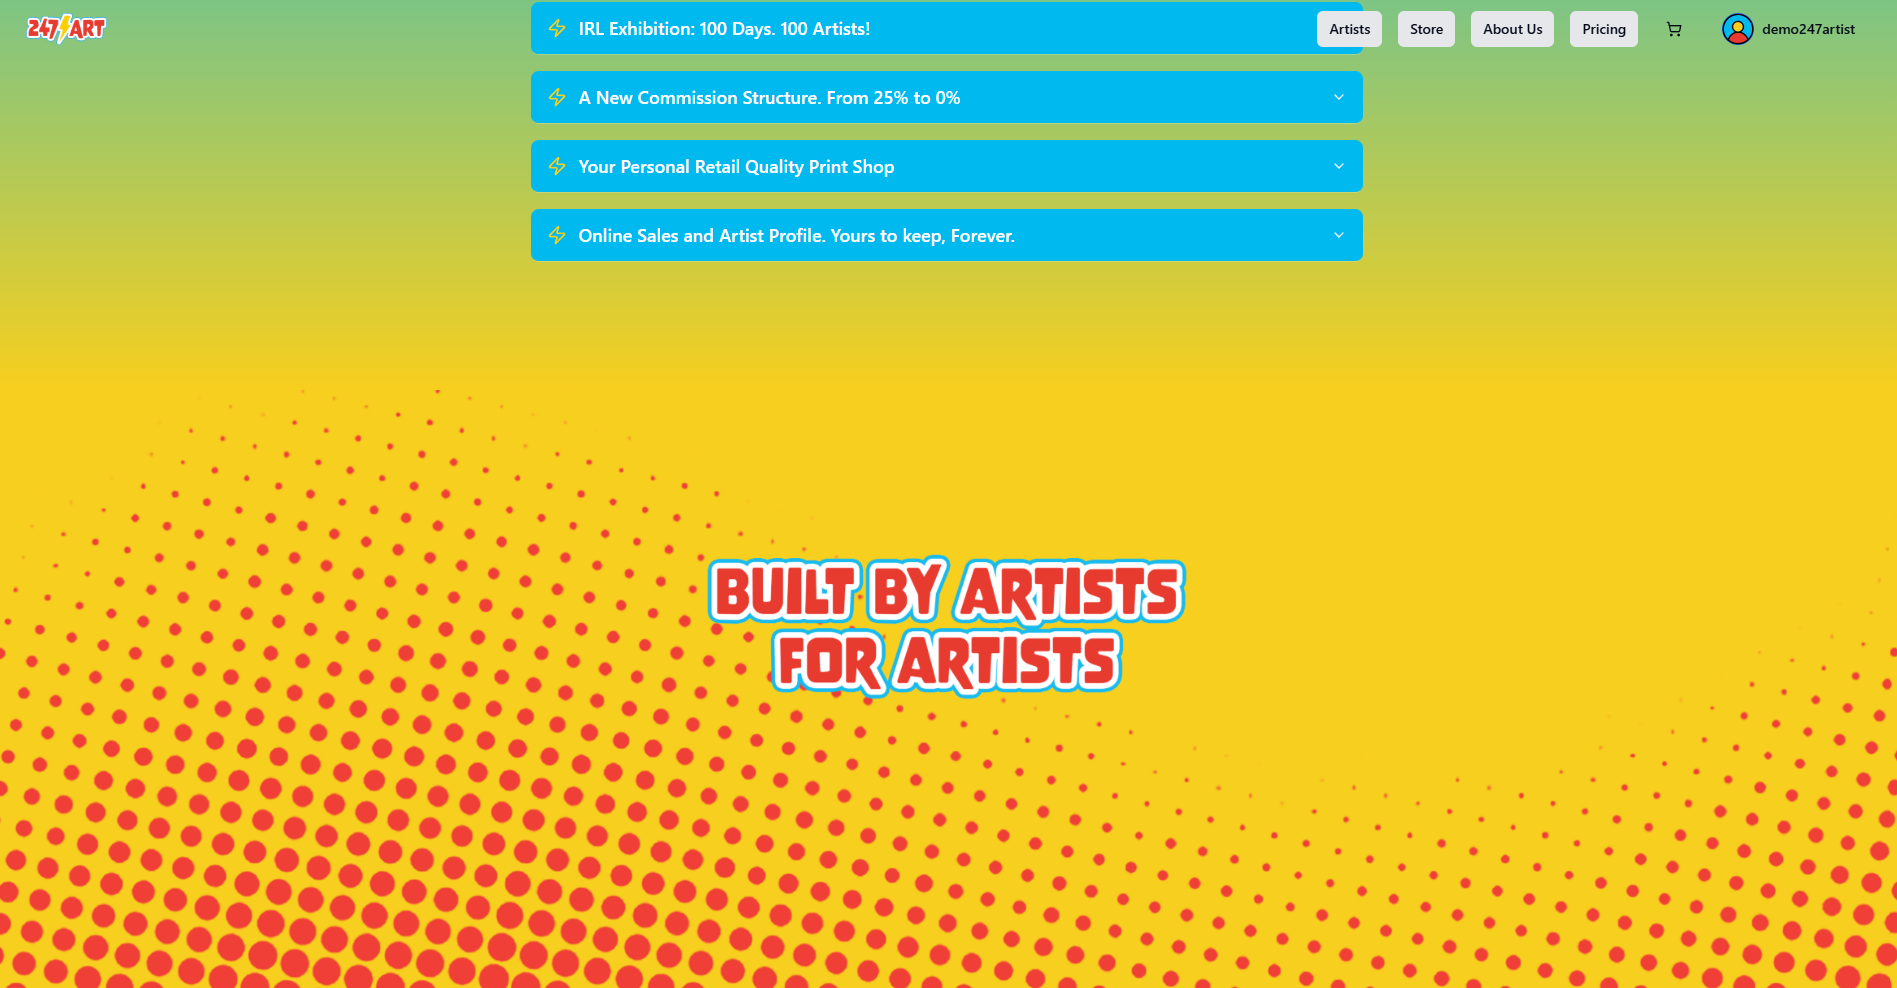 247 ART
IRL Exhibition: 100 Days. 100 Artists!
Artists
Store
About Us
Pricing
demo247artist
A New Commission Structure. From 25% to 0%
Your Personal Retail Quality Print Shop
Online Sales and Artist Profile. Yours to keep, Forever.
BUILT BY ARTISTS
FOR ARTISTS